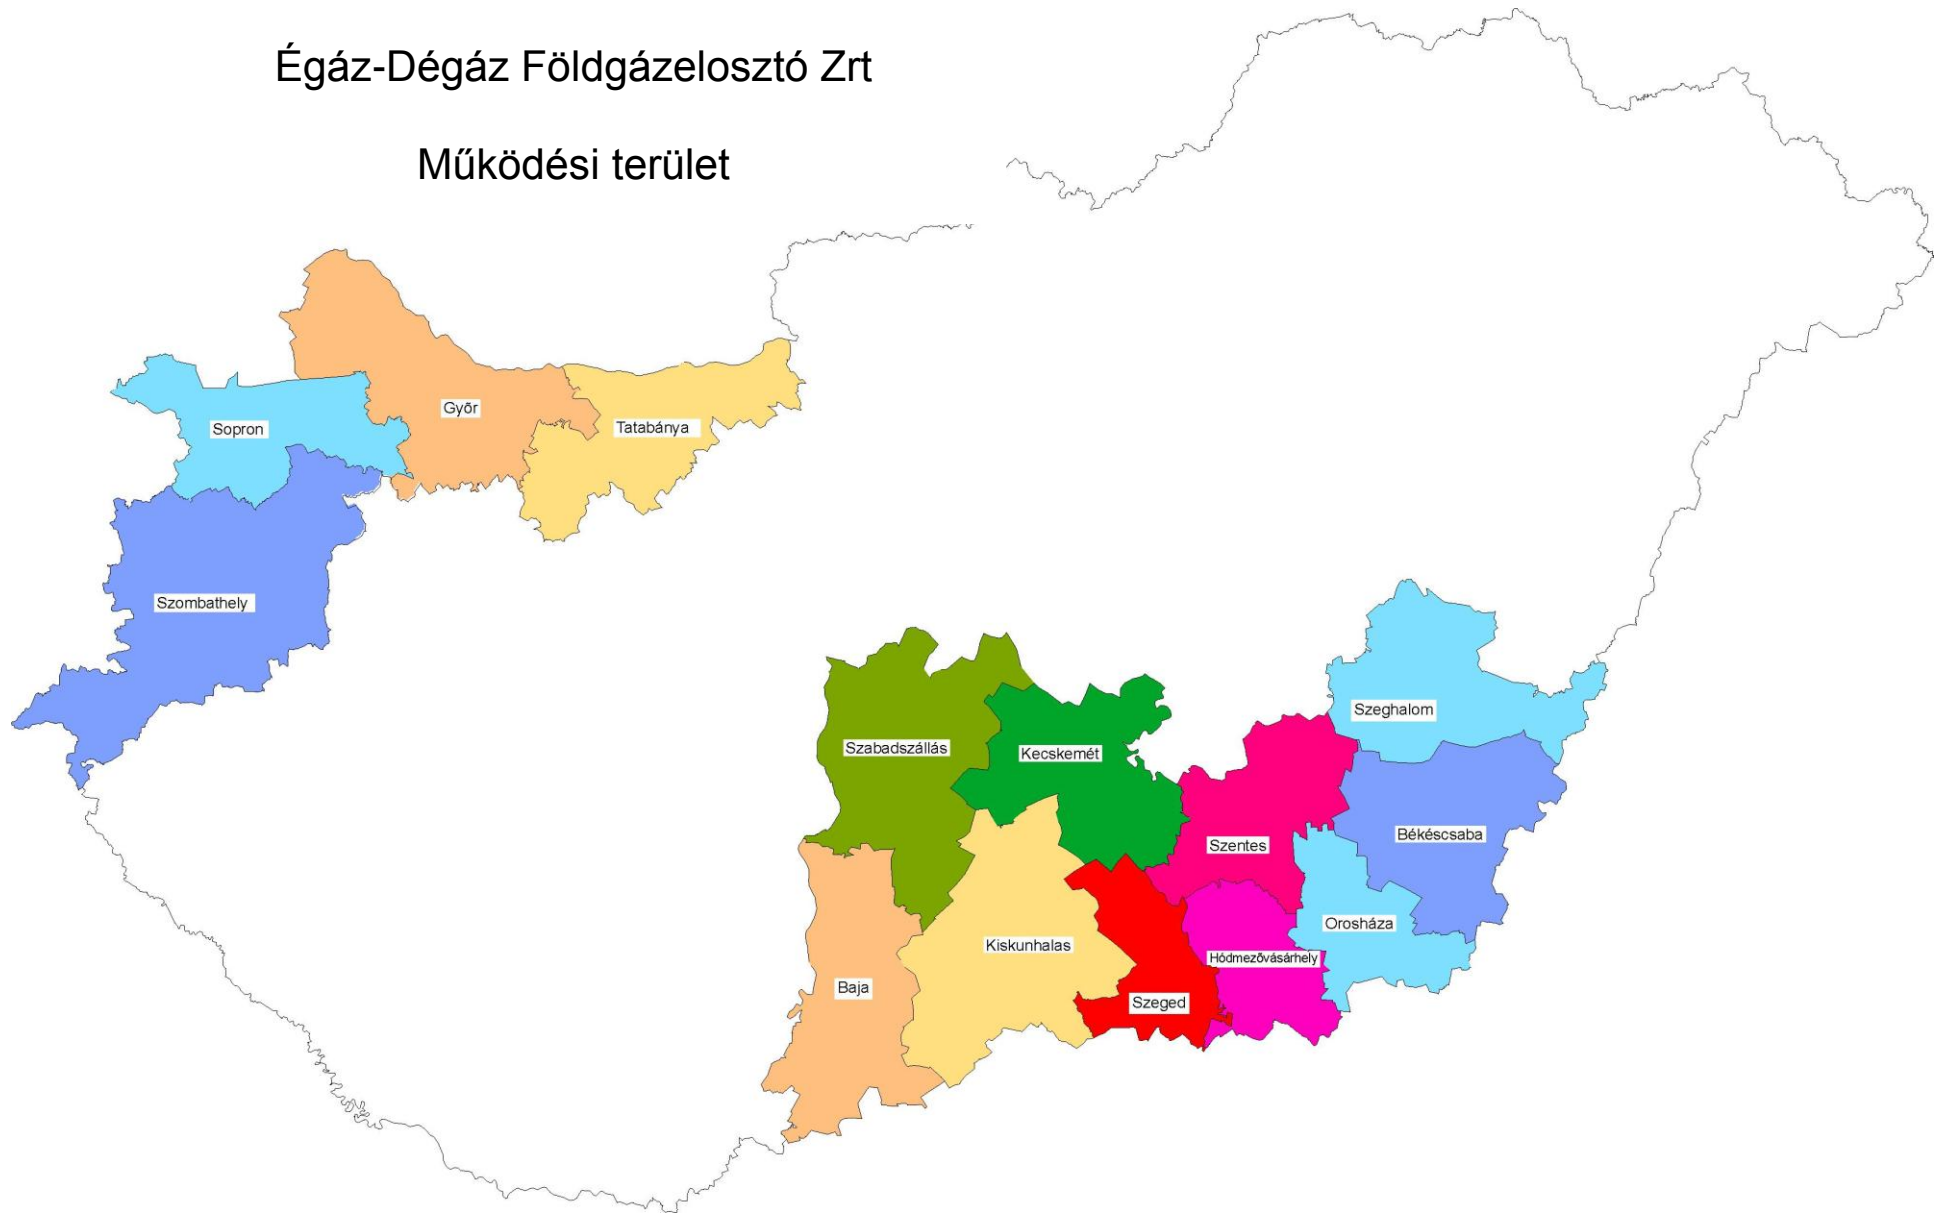 Égáz-Dégáz Földgázelosztó Zrt
Működési terület
Győr
Sopron
Tatabánya
Szombathely
Szeghalom
Szabadszállás
Kecskemét
Békéscsaba
Szentes
Orosháza
Kiskunhalas
Hódmezõvásárhely
Baja
Szeged